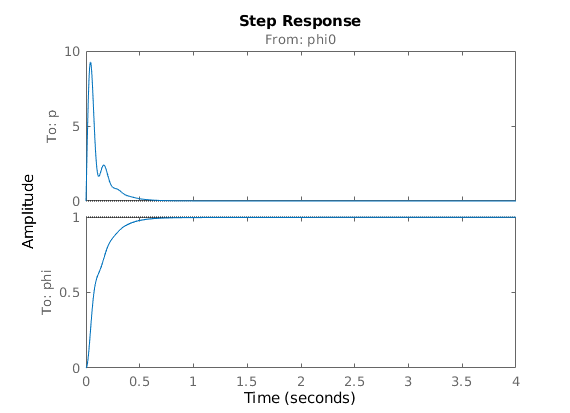 Step Response
From: phi0
10
5
0
To: p
Amplitude
1
0.5
0
To: phi
0 0.5 1 1.5 2 2.5 3 3.5 4
Time (seconds)